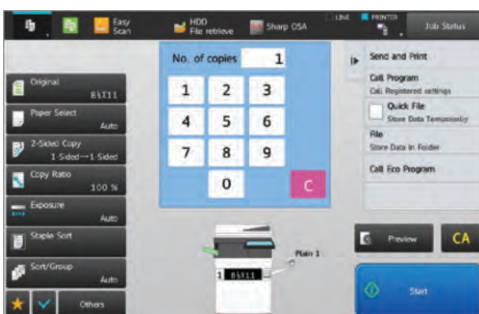 Easy
Scan
HDD
File retrieve
Sharp OSA
LINE
PRINTER
Job Status
No. of copies
1
Send and Print
Call Program
Call Registered settings
Quick File
Store Data Temporarily
File
Store Data in Folder
Call Eco Program
Original
8½X11
Paper Select
Auto
2-Sided Copy
1-Sided→1-Sided
Copy Ratio
100 %
Exposure
Auto
Staple Sort
Sort/Group
Auto
Others
1 2 3
4 5 6
7 8 9
0 C
Plain 1
1 8½X11
Preview
CA
Start